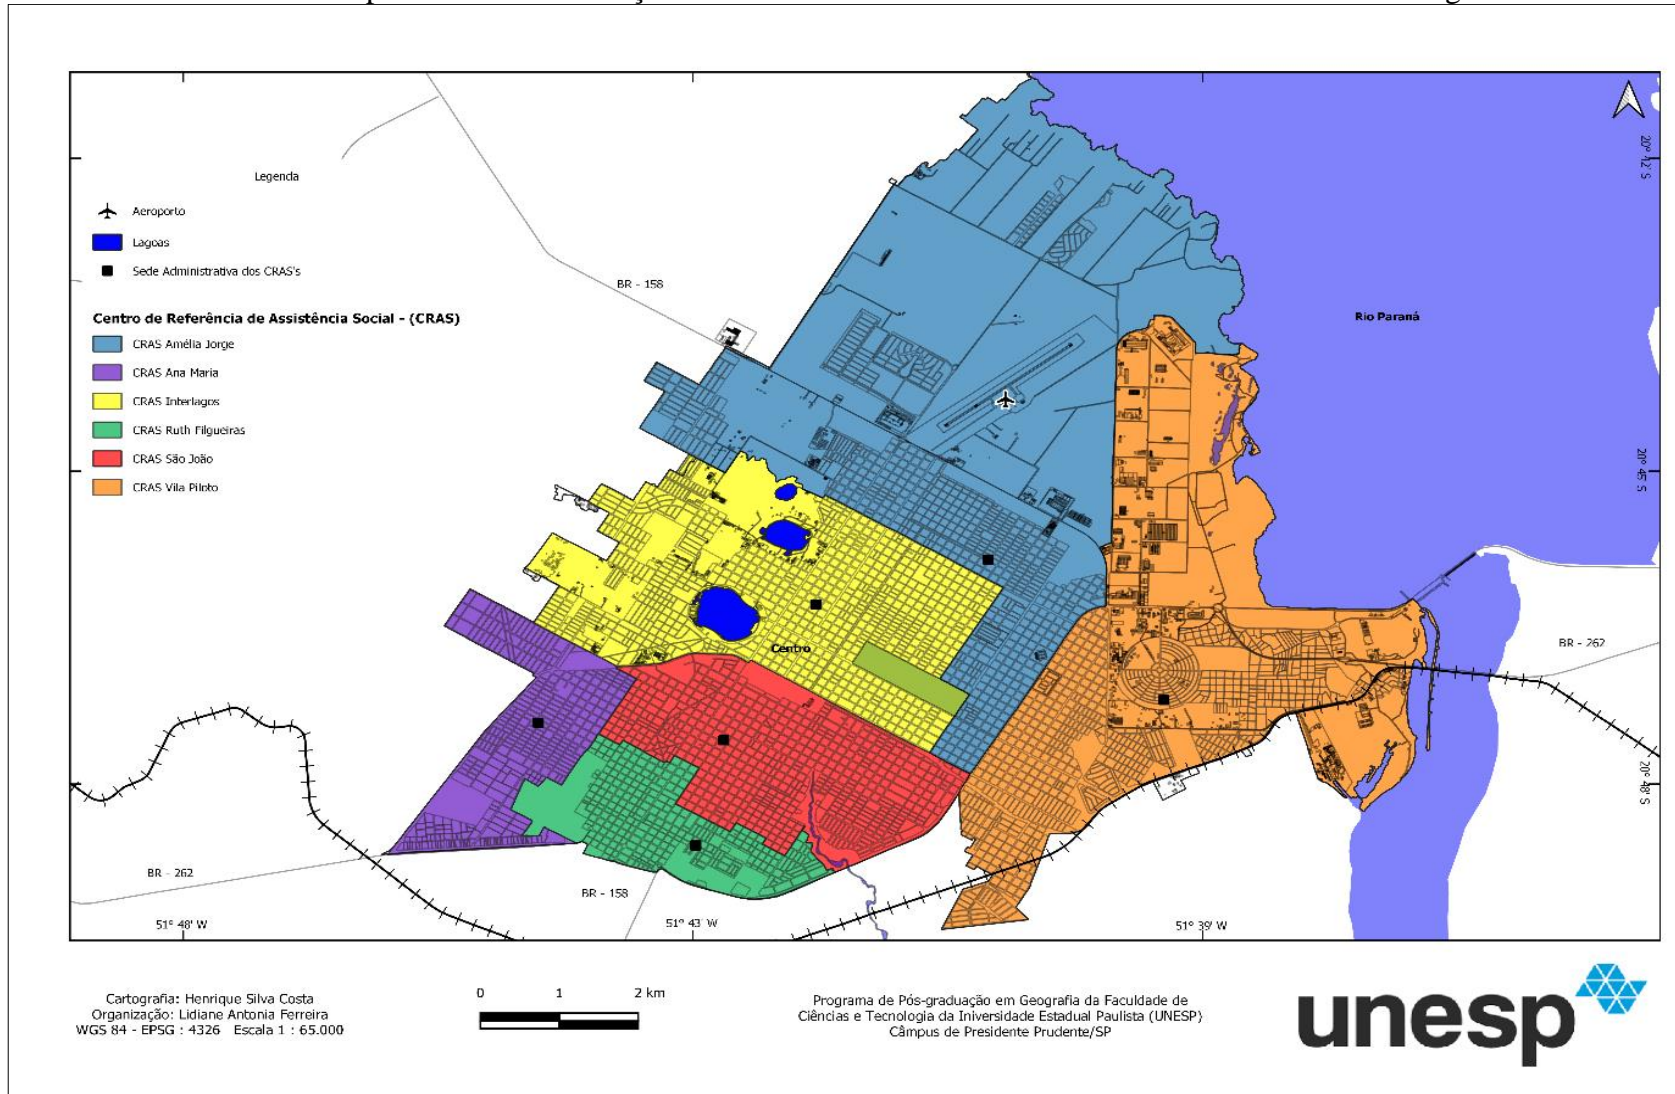 Legenda
Aeroporto
Lagoas
Sede Administrativa dos CRAS's
Centro de Referência de Assistência Social - (CRAS)
CRAS Amélia Jorge
CRAS Ana Maria
CRAS Interlagos
CRAS Ruth Filgueiras
CRAS São João
CRAS Vila Piloto
BR - 158
Rio Paraná
20° 12' S
20° 45' S
Centro
BR - 262
20° 48' S
BR - 262
BR - 158
51° 48' W
51° 43' W
51° 39' W
Cartografia: Henrique Silva Costa
Organização: Lidiane Antonia Ferreira
WGS 84 - EPSG : 4326 Escala 1 : 65.000
0 1 2 km
Programa de Pós-graduação em Geografia da Faculdade de
Ciências e Tecnologia da Iniversidade Estadual Paulista (UNESP)
Câmpus de Presidente Prudente/SP
unesp